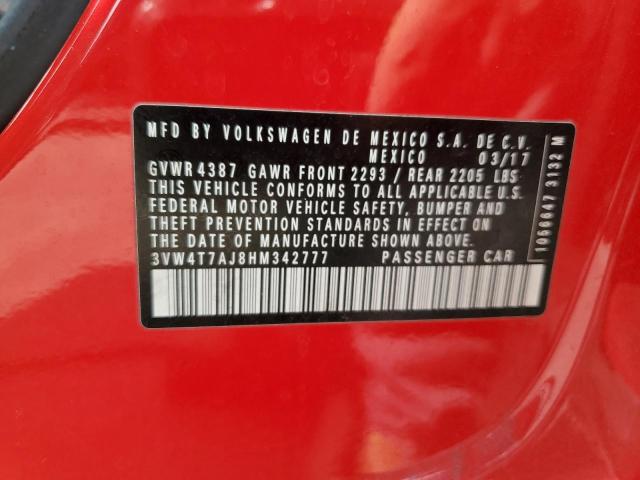 MFD BY VOLKSWAGEN DE MEXICO S.A. DE C.V.
MEXICO 03/17
GVWR 4387 GAWR FRONT 2293 / REAR 2205 LBS
THIS VEHICLE CONFORMS TO ALL APPLICABLE U.S.
FEDERAL MOTOR VEHICLE SAFETY, BUMPER AND
THEFT PREVENTION STANDARDS IN EFFECT ON
THE DATE OF MANUFACTURE SHOWN ABOVE.
3VW4T7AJ8HM342777 PASSENGER CAR
1056647 3132 M